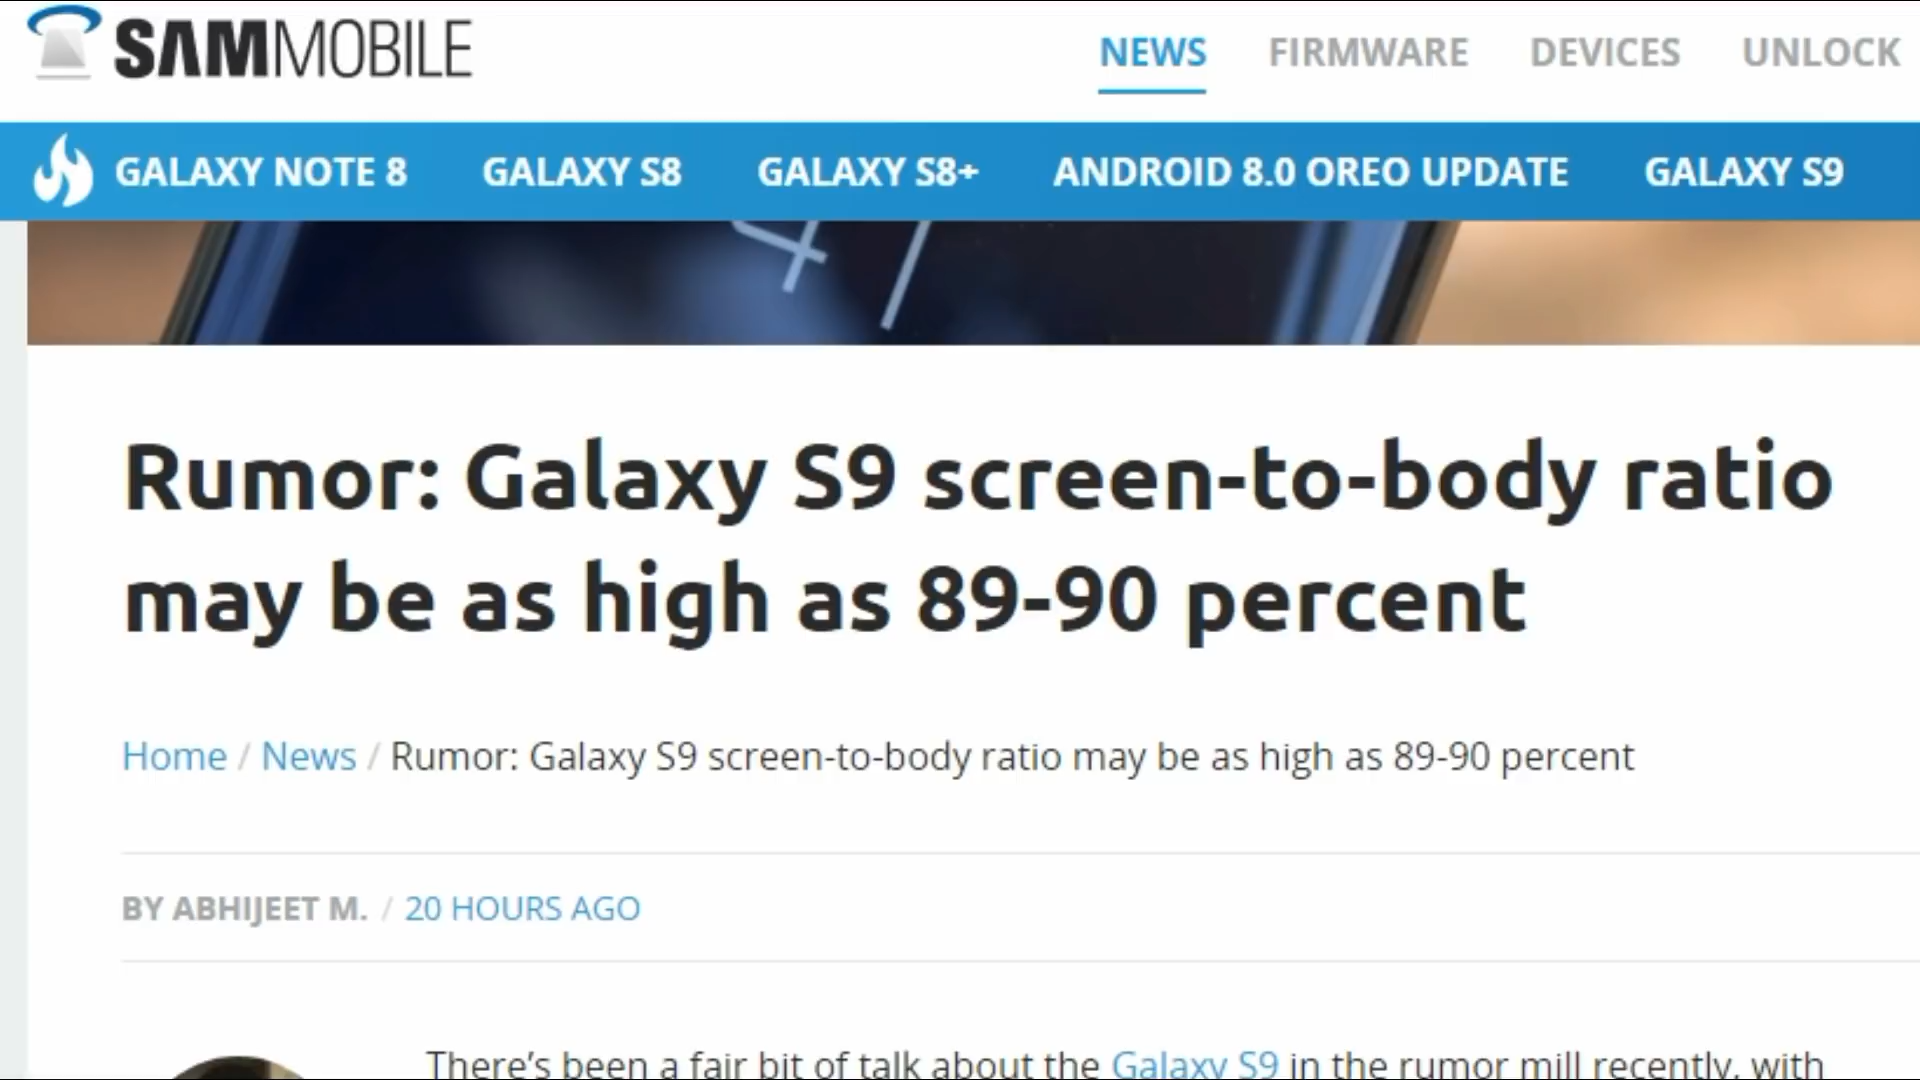 SAMMOBILE
NEWS FIRMWARE DEVICES UNLOCK
GALAXY NOTE 8 GALAXY S8 GALAXY S8+ ANDROID 8.0 OREO UPDATE GALAXY S9
Rumor: Galaxy S9 screen-to-body ratio
may be as high as 89-90 percent
Home / News / Rumor: Galaxy S9 screen-to-body ratio may be as high as 89-90 percent
BY ABHIJEET M. / 20 HOURS AGO
There's been a fair bit of talk about the Galaxy S9 in the rumor mill recently, with